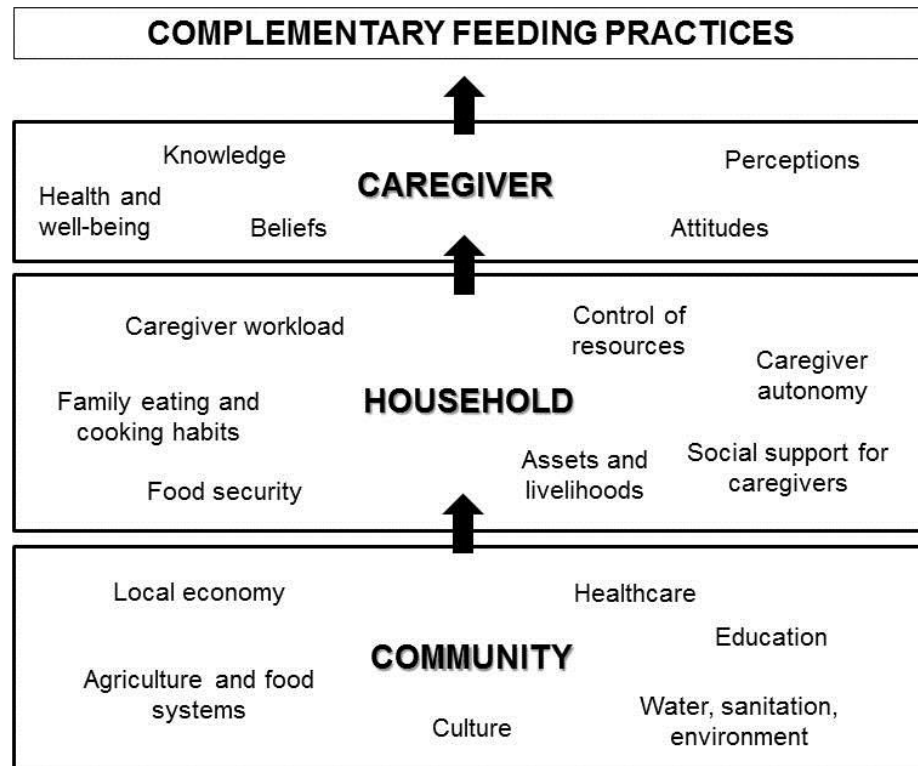 COMPLEMENTARY FEEDING PRACTICES
Knowledge
Perceptions
CAREGIVER
Health and
well-being
Beliefs
Attitudes
Caregiver workload
Control of
resources
Caregiver
autonomy
Family eating and
cooking habits
HOUSEHOLD
Assets and
livelihoods
Social support for
caregivers
Food security
Local economy
Healthcare
Education
COMMUNITY
Agriculture and food
systems
Culture
Water, sanitation,
environment